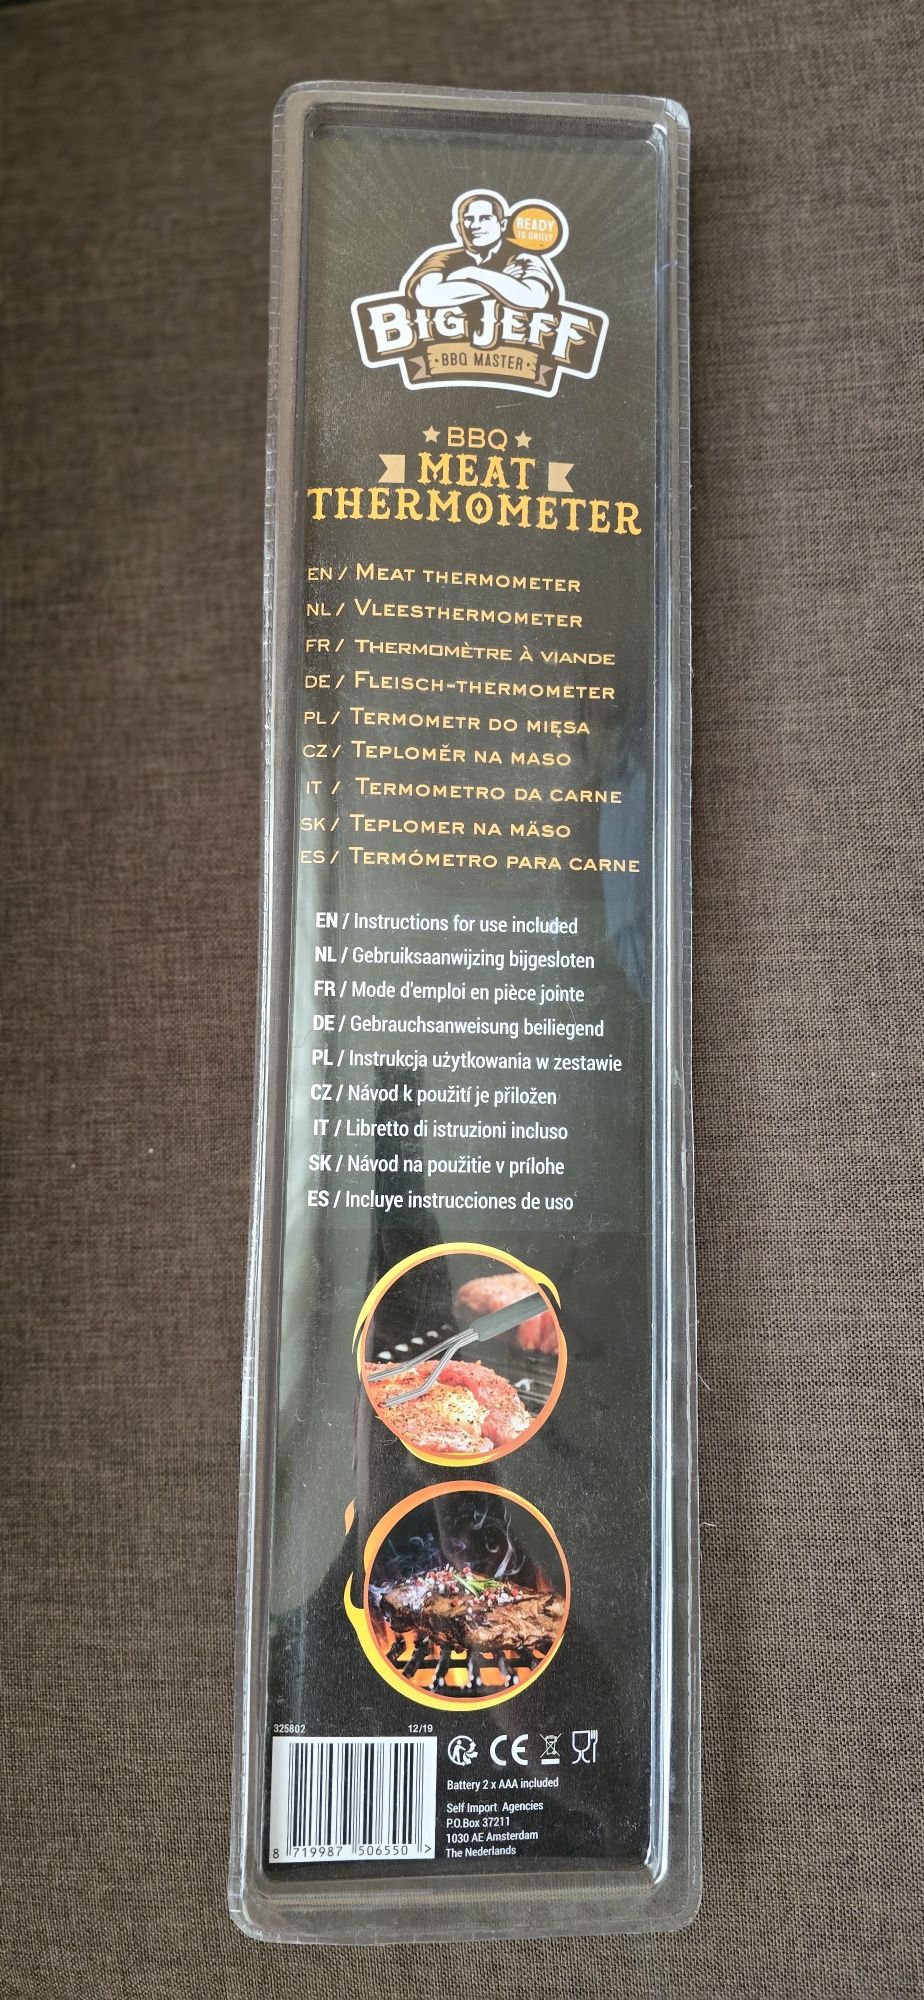 READY
TO GRILL?
BIG JEFF
BBQ MASTER
BBQ
MEAT
THERMOMETER
EN / MEAT THERMOMETER
NL / VLEESTHERMOMETER
FR / THERMOMÈTRE À VIANDE
DE / FLEISCH-THERMOMETER
PL / TERMOMETR DO MIĘSA
CZ / TEPLOMĚR NA MASO
IT / TERMOMETRO DA CARNE
SK / TEPLOMER NA MÄSO
ES / TERMÓMETRO PARA CARNE
EN / Instructions for use included
NL / Gebruiksaanwijzing bijgesloten
FR / Mode d'emploi en pièce jointe
DE / Gebrauchsanweisung beiliegend
PL / Instrukcja użytkowania w zestawie
CZ / Návod k použití je přiložen
IT / Libretto di istruzioni incluso
SK / Návod na použitie v prílohe
ES / Incluye instrucciones de uso
325802 12/19
CE
Battery 2 x AAA included
Self Import Agencies
P.O.Box 37211
1030 AE Amsterdam
The Nederlands
8 719987 506550 >